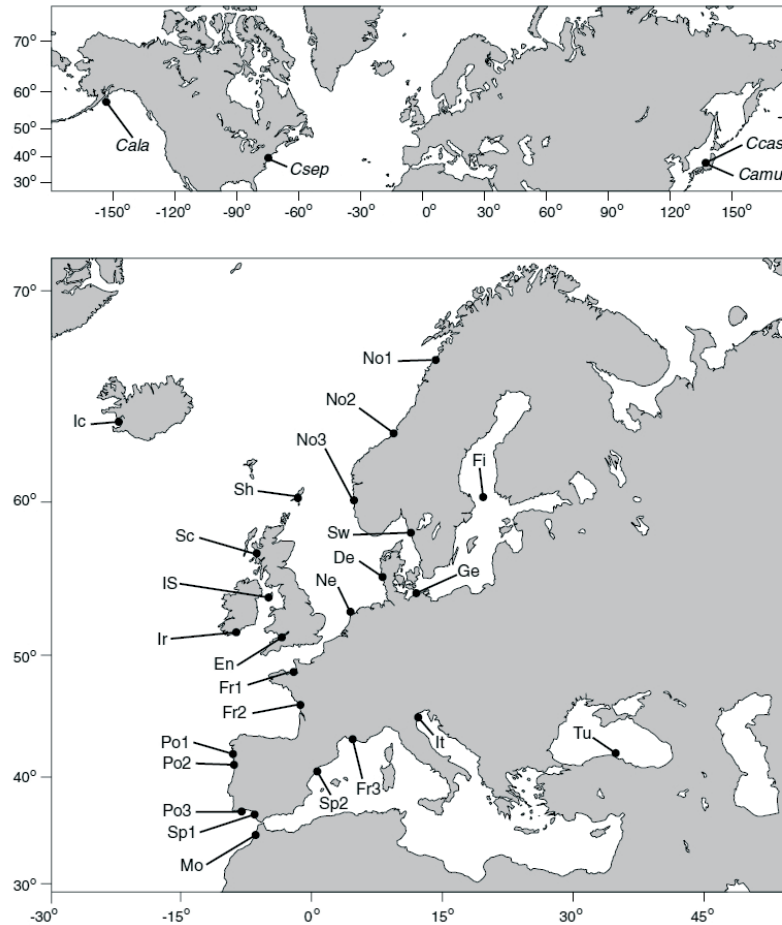 70°
60°
50°
40°
30°
Cala
Csep
Ccas
Camu
-150° -120° -90° -60° -30° 0° 30° 60° 90° 120° 150°
70°
No1
Ic
No2
No3
Fi
Sh
60°
Sw
Sc
De
Ge
IS
Ne
Ir
50°
En
Fr1
Fr2
Tu
It
Po1
Po2
40°
Fr3
Sp2
Po3
Sp1
Mo
30°
-30° -15° 0° 15° 30° 45°